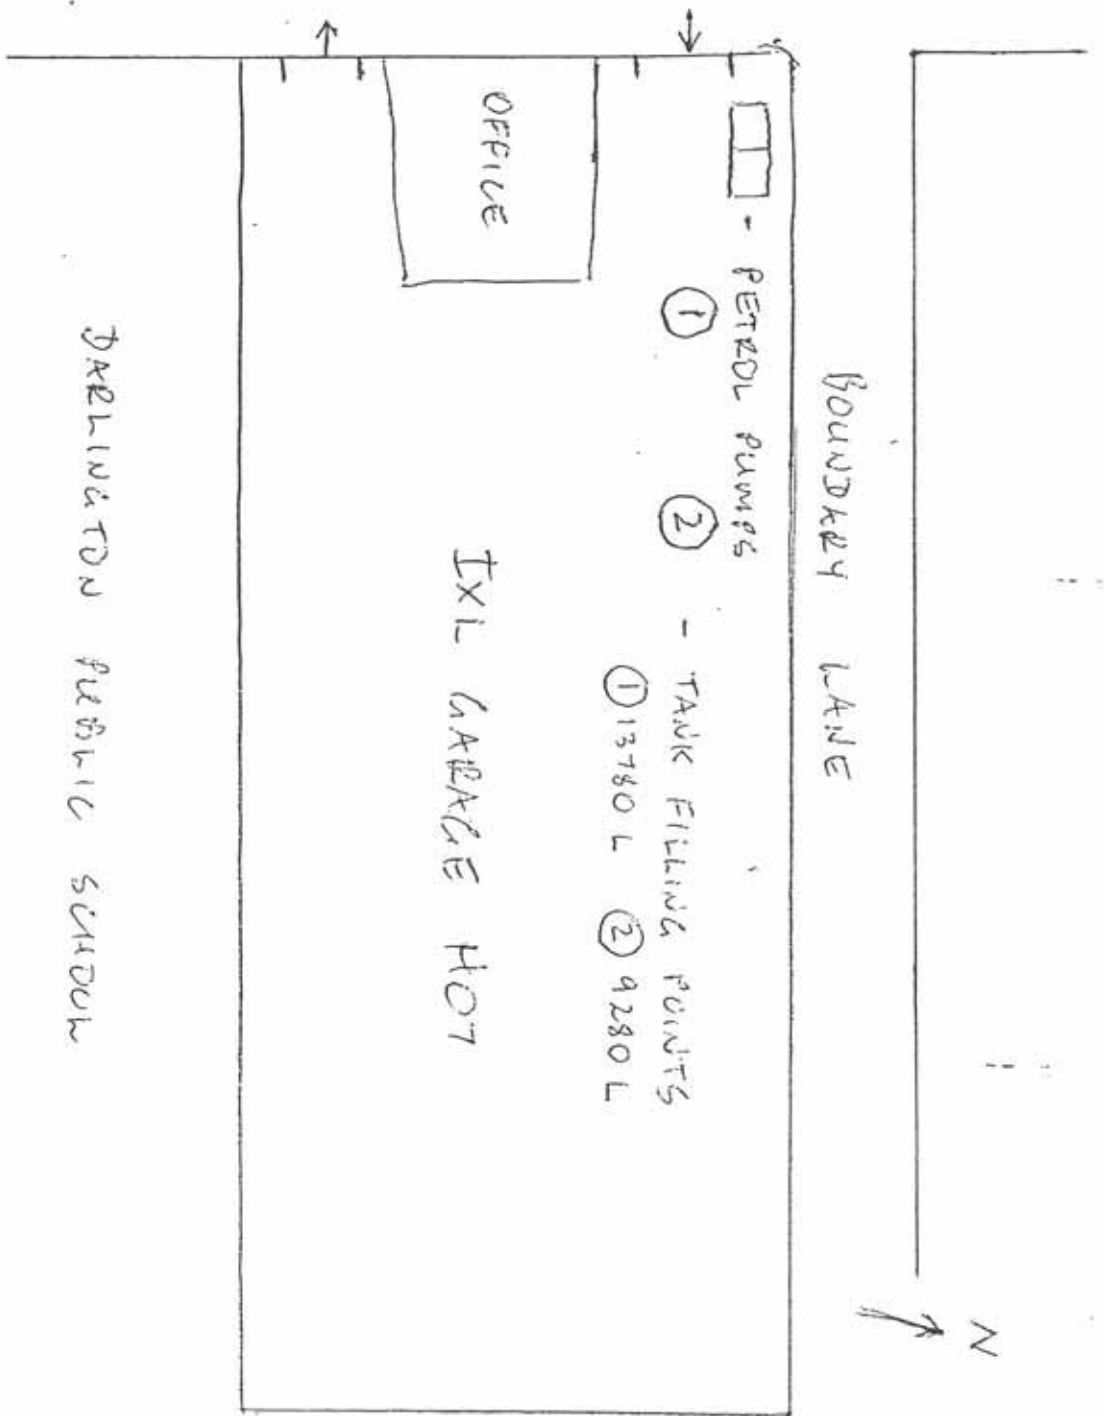 N
BOUNDARY LANE
- PETROL PUMPS
① ② - TANK FILLING POINTS
① 13780 L ② 9280 L
OFFICE
IXL GARAGE HOT
DARLINGTON PUBLIC SCHOOL